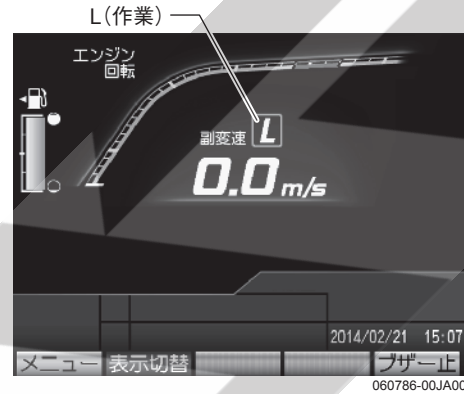 L（作業）
エンジン
回転
副変速 L
0.0 m/s
2014/02/21 15:07
メニュー 表示切替 ブザー止
060786-00JA00